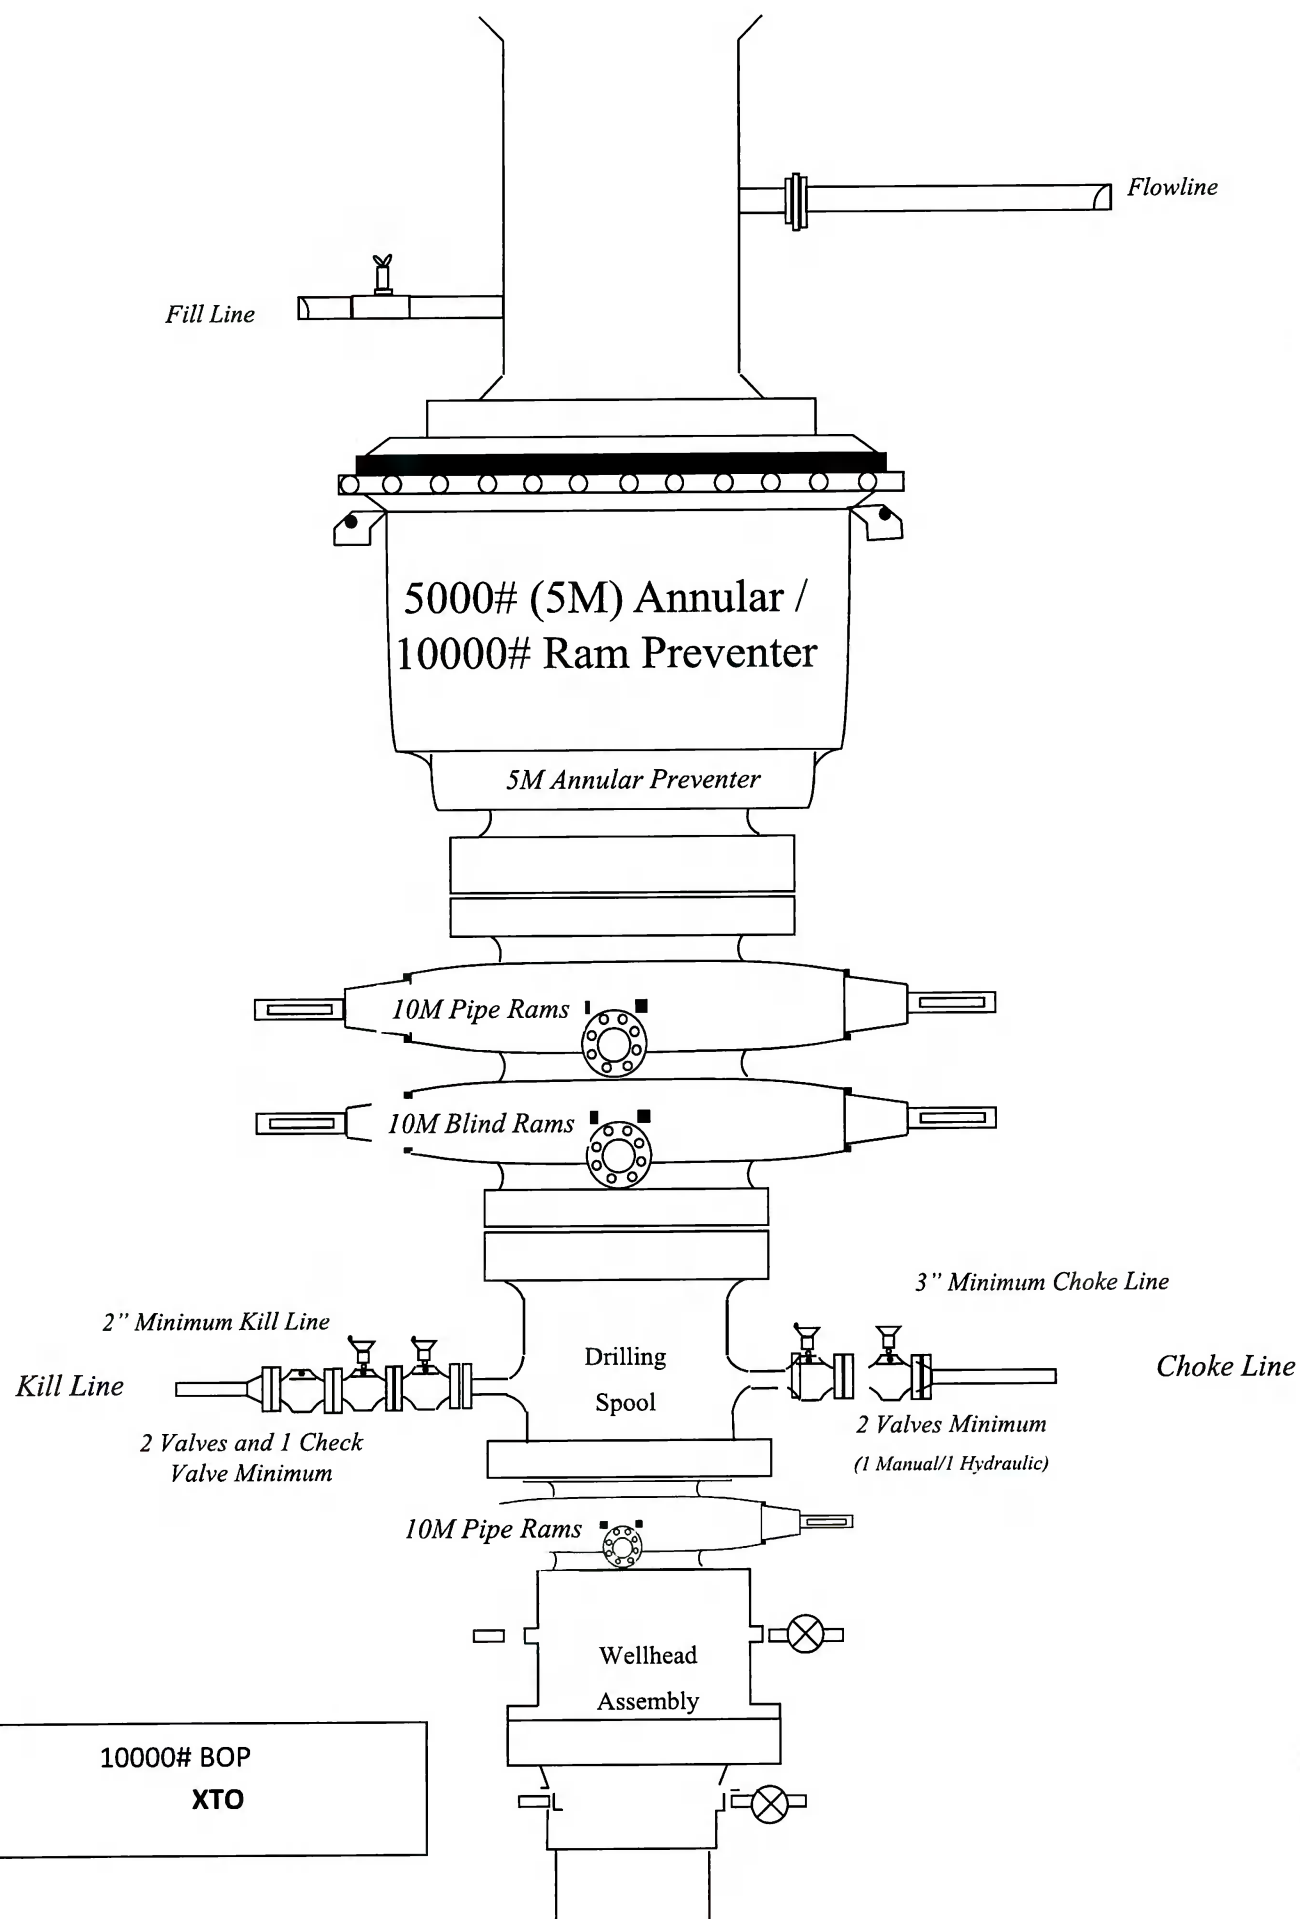 Flowline
Fill Line
5000# (5M) Annular /
10000# Ram Preventer
5M Annular Preventer
10M Pipe Rams
10M Blind Rams
3” Minimum Choke Line
2” Minimum Kill Line
Drilling
Spool
Kill Line
Choke Line
2 Valves and 1 Check
Valve Minimum
2 Valves Minimum
(1 Manual/1 Hydraulic)
10M Pipe Rams
Wellhead
Assembly
10000# BOP
XTO